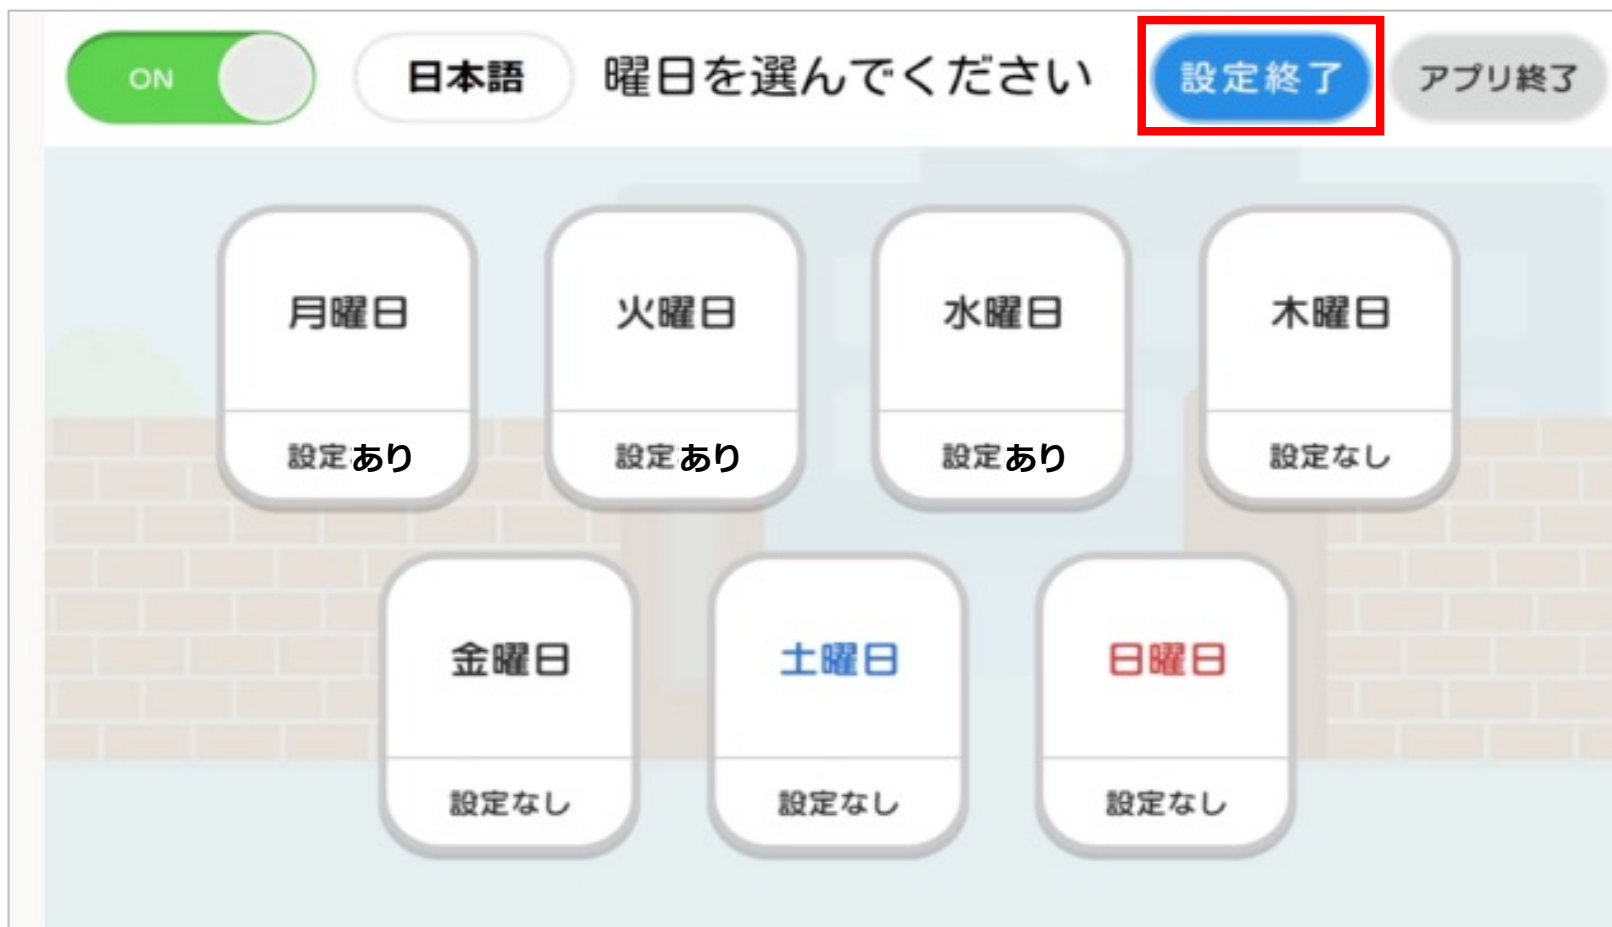 ON 日本語 曜日を選んでください 設定終了 アプリ終了
月曜日 火曜日 水曜日 木曜日
設定あり 設定あり 設定あり 設定なし
金曜日 土曜日 日曜日
設定なし 設定なし 設定なし